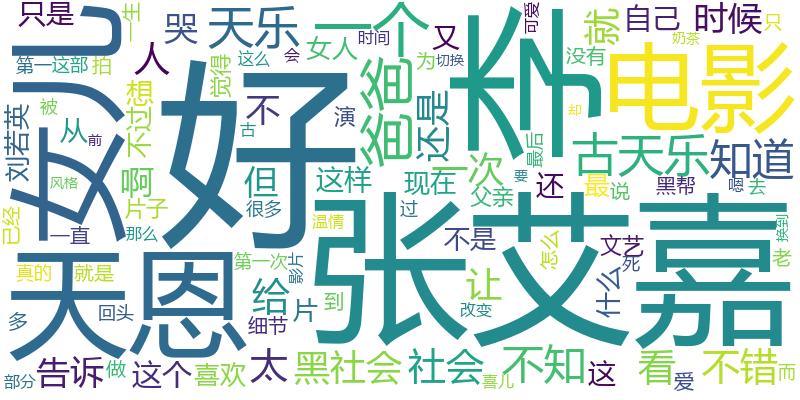 只是
哭
天乐
一个
又
自己
时候
可爱
就
一生
只
第一这部
拍
人
女人
时间
这么
会
为
切换
没有
奶茶
女儿
好
李
电影
爸爸
觉得
刘若英
被
从
不过
想
不
古
演
还是
却
前
风格
啊
但
这样
一次
现在
父亲
要
最后
古天乐
知道
还
最
说
黑帮
嗯
去
片子
很多
已经
一直
那么
温情
过
不是
怎么
文艺
死
换到
老
真的
就是
天恩
第一次
影片
给
片
到
张艾嘉
让
改变
什么
多
回头
细节
部分
做
告诉
这个
喜欢
太
黑社会
社会
喜儿
不知
这
看
爱
不错
而